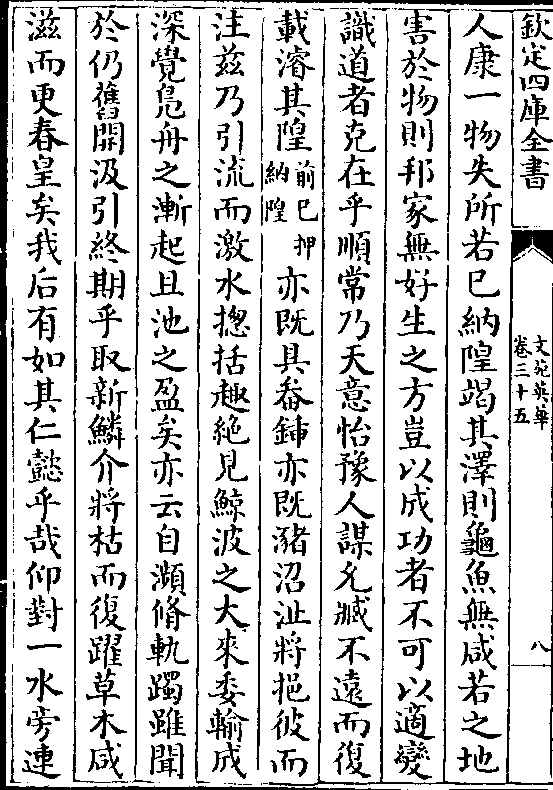 欽定四庫全書
文苑英華
卷三十五
八
人康一物失所若已納隍竭其澤則龜魚無咸若之地
害於物則邦家無好生之方豈以成功者不可以適變
識道者克在乎順常乃天意怡豫人謀允臧不遠而復
載濬其隍前已押納隍亦既具畚鍤亦既瀦沼沚將挹彼而
注茲乃引流而激水揔括趣絶見鯨波之大來委輸成
深覺鳬舟之漸起且池之盈矣亦云自瀕脩軌躅雖聞
於仍舊開汲引終期乎取新鱗介將枯而復躍草木咸
滋而更春皇矣我后有如其仁懿乎哉仰對一水旁連